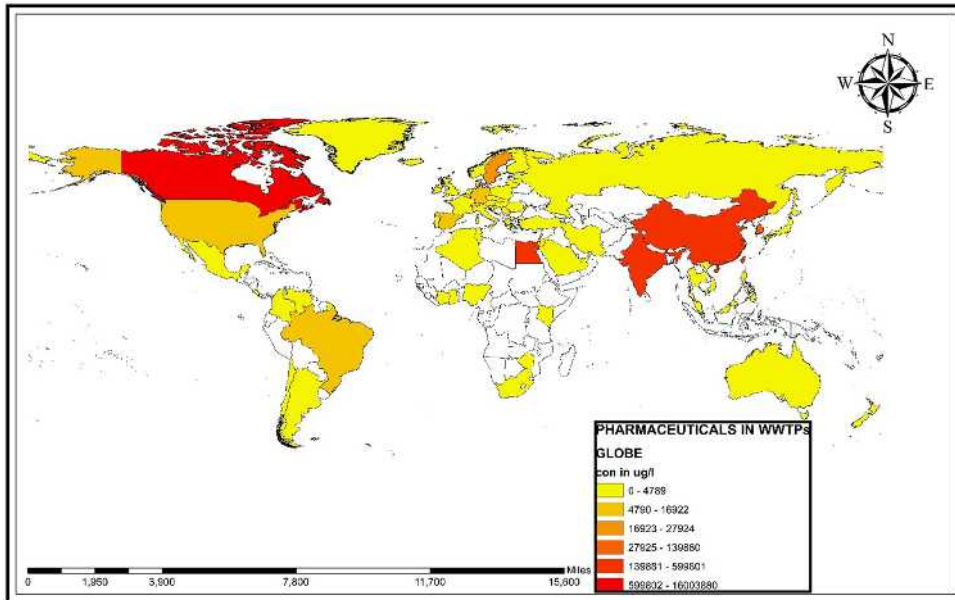 N
W E
S
PHARMACEUTICALS IN WWTPs
GLOBE
con in ug/l
0 - 4789
4790 - 16922
16923 - 27924
27925 - 139880
139881 - 599801
599802 - 16003880
Miles
0 1,950 3,900 7,800 11,700 15,600